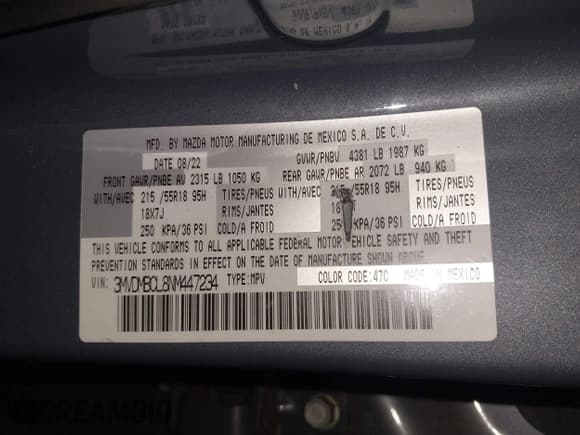 MFD. BY MAZDA MOTOR MANUFACTURING DE MEXICO S.A. DE C.V.
DATE 08/22 GVWR/PNBV 4381 LB 1987 KG
FRONT GAWR/PNBE AV 2315 LB 1050 KG REAR GAWR/PNBE AR 2072 LB 940 KG
WITH/AVEC 215 /55R18 95H TIRES/PNEUS WITH/AVEC 215 /55R18 95H TIRES/PNEUS
18X7J RIMS/JANTES 18 RIMS/JANTES
250 KPA/36 PSI COLD/A FROID 250 KPA/36 PSI COLD/A FROID
THIS VEHICLE CONFORMS TO ALL APPLICABLE FEDERAL MOTOR VEHICLE SAFETY AND THEFT
PREVENTION STANDARDS IN EFFECT ON THE DATE OF MANUFACTURE SHOWN ABOVE
VIN: 3MVDMBCL8NM447234 TYPE:MPV COLOR CODE:47C MADE IN MEXICO
DREAMBID